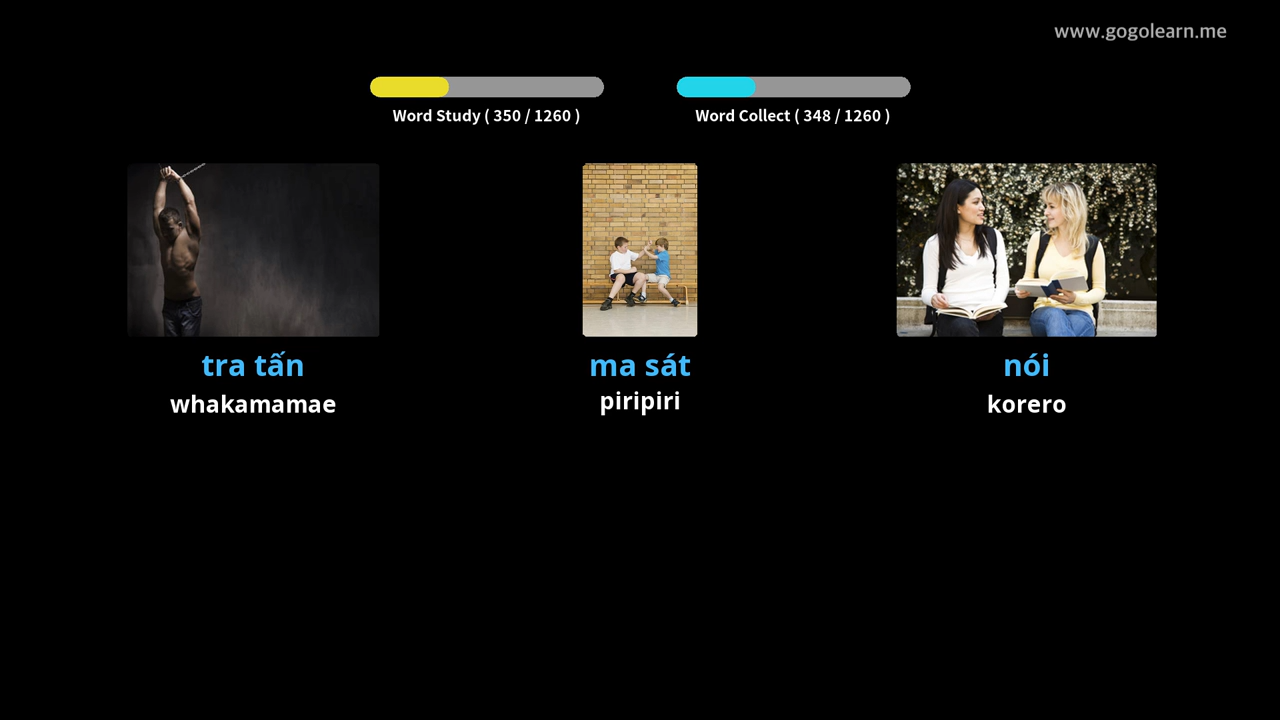 www.gogolearn.me
Word Study ( 350 / 1260 )
Word Collect ( 348 / 1260 )
tra tấn
whakamamae
ma sát
piripiri
nói
korero